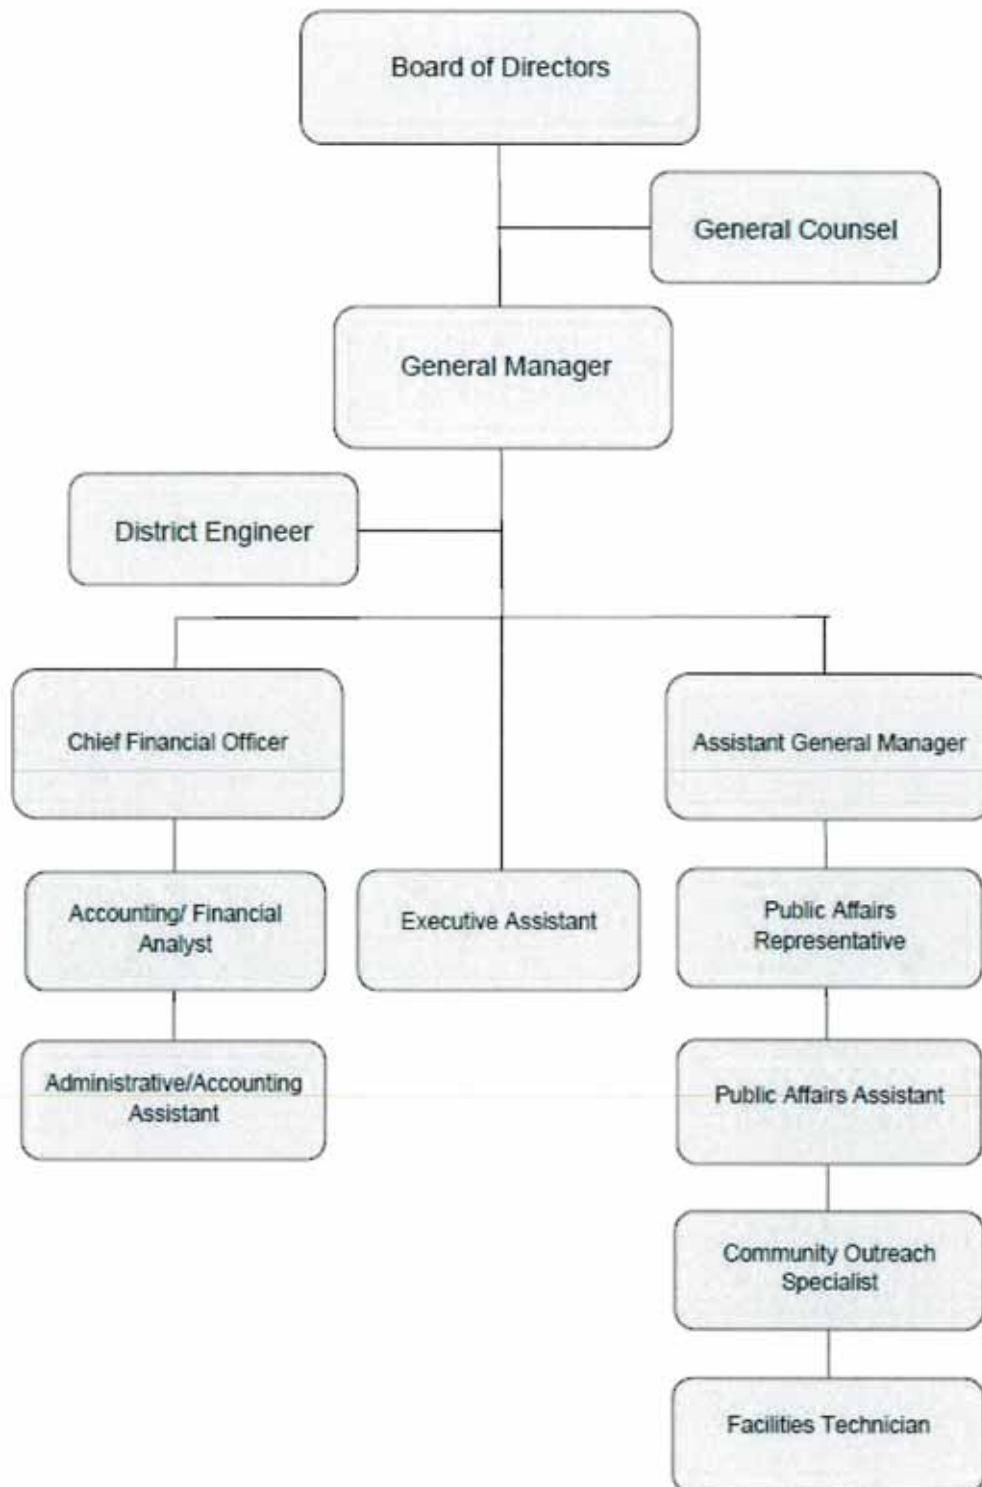 Board of Directors
General Counsel
General Manager
District Engineer
Chief Financial Officer
Assistant General Manager
Accounting/ Financial
Analyst
Executive Assistant
Public Affairs
Representative
Administrative/Accounting
Assistant
Public Affairs Assistant
Community Outreach
Specialist
Facilities Technician